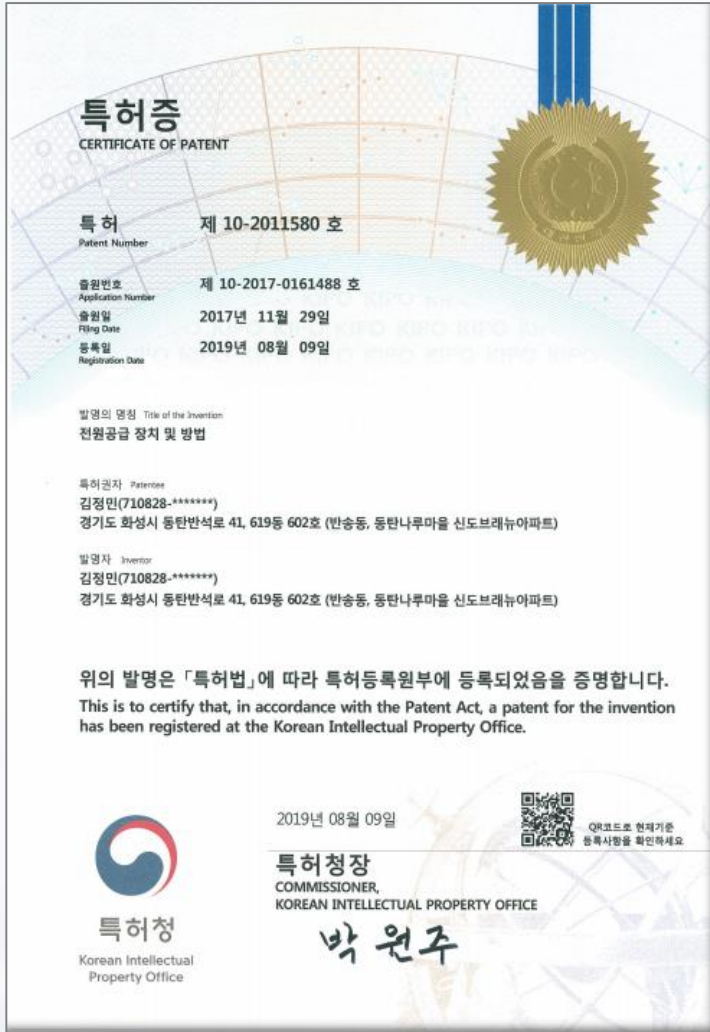 특허증
CERTIFICATE OF PATENT
특 허 제 10-2011580 호
Patent Number
출원번호 제 10-2017-0161488 호
Application Number
출원일 2017년 11월 29일
Filing Date
등록일 2019년 08월 09일
Registration Date
발명의 명칭 Title of the Invention
전원공급 장치 및 방법
특허권자 Patentee
김정민(710828-*******)
경기도 화성시 동탄반석로 41, 619동 602호 (반송동, 동탄나루마을 신도브래뉴아파트)
발명자 Inventor
김정민(710828-*******)
경기도 화성시 동탄반석로 41, 619동 602호 (반송동, 동탄나루마을 신도브래뉴아파트)
위의 발명은 「특허법」에 따라 특허등록원부에 등록되었음을 증명합니다.
This is to certify that, in accordance with the Patent Act, a patent for the invention
has been registered at the Korean Intellectual Property Office.
2019년 08월 09일
QR코드로 현재기준
등록사항을 확인하세요
특허청장
COMMISSIONER,
KOREAN INTELLECTUAL PROPERTY OFFICE
박원주
특허청
Korean Intellectual
Property Office